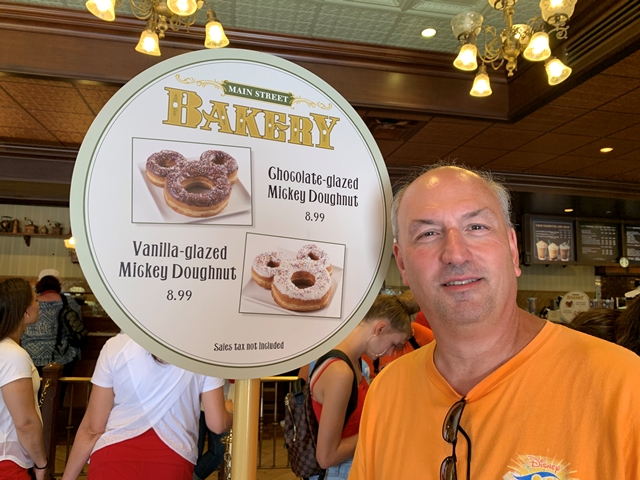 MAIN STREET
BAKERY
Chocolate-glazed
Mickey Doughnut
8.99
Vanilla-glazed
Mickey Doughnut
8.99
Sales tax not included
Disney